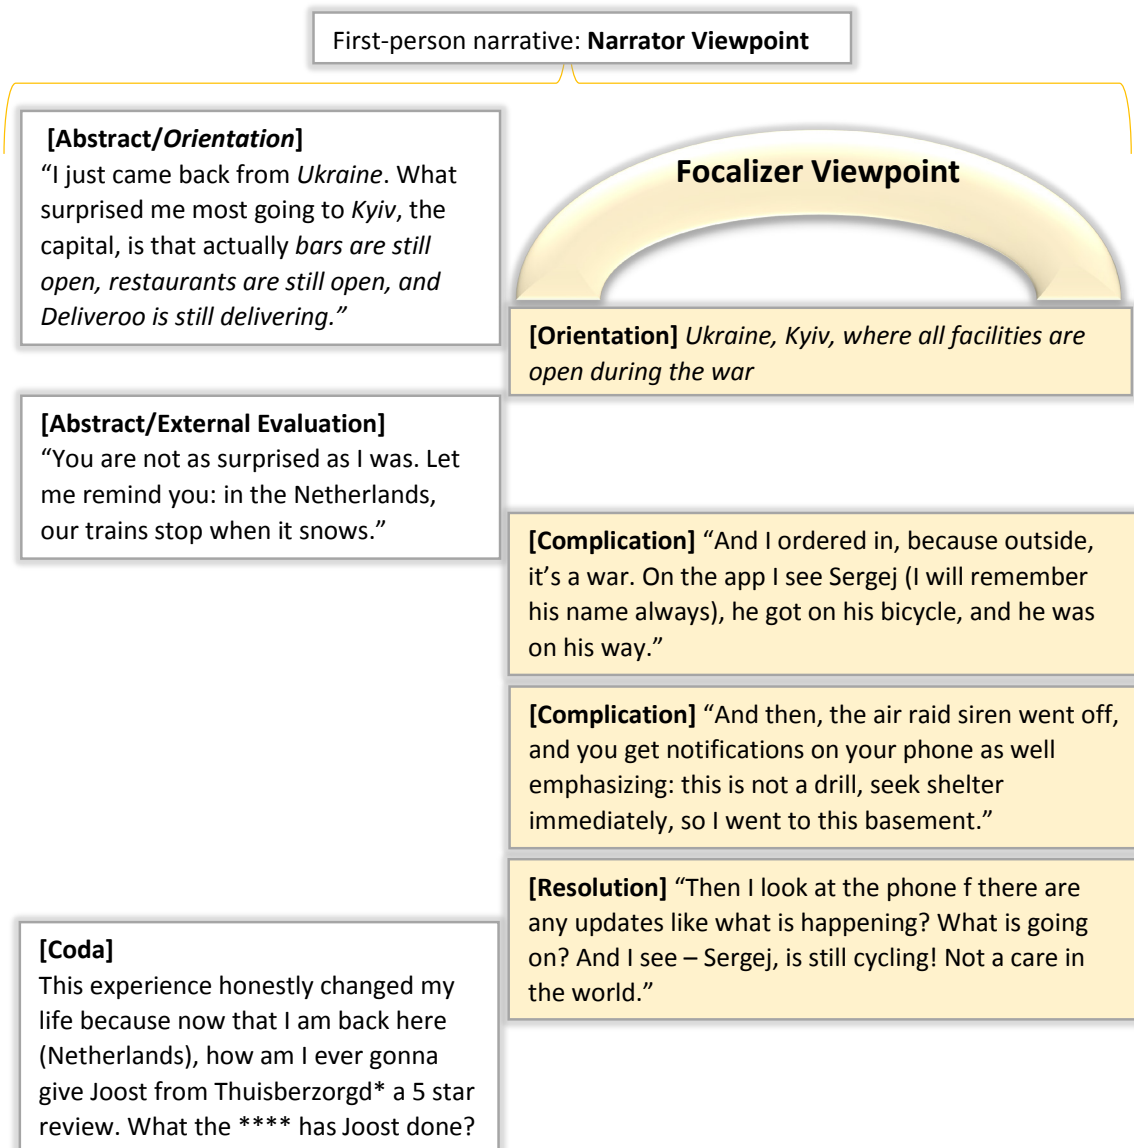 First-person narrative: Narrator Viewpoint
[Abstract/Orientation]
“I just came back from Ukraine. What
surprised me most going to Kyiv, the
capital, is that actually bars are still
open, restaurants are still open, and
Deliveroo is still delivering.”
Focalizer Viewpoint
[Orientation] Ukraine, Kyiv, where all facilities are
open during the war
[Abstract/External Evaluation]
“You are not as surprised as I was. Let
me remind you: in the Netherlands,
our trains stop when it snows.”
[Complication] “And I ordered in, because outside,
it’s a war. On the app I see Sergej (I will remember
his name always), he got on his bicycle, and he was
on his way.”
[Complication] “And then, the air raid siren went off,
and you get notifications on your phone as well
emphasizing: this is not a drill, seek shelter
immediately, so I went to this basement.”
[Resolution] “Then I look at the phone f there are
any updates like what is happening? What is going
on? And I see – Sergej, is still cycling! Not a care in
the world.”
[Coda]
This experience honestly changed my
life because now that I am back here
(Netherlands), how am I ever gonna
give Joost from Thuisberzorgd* a 5 star
review. What the **** has Joost done?